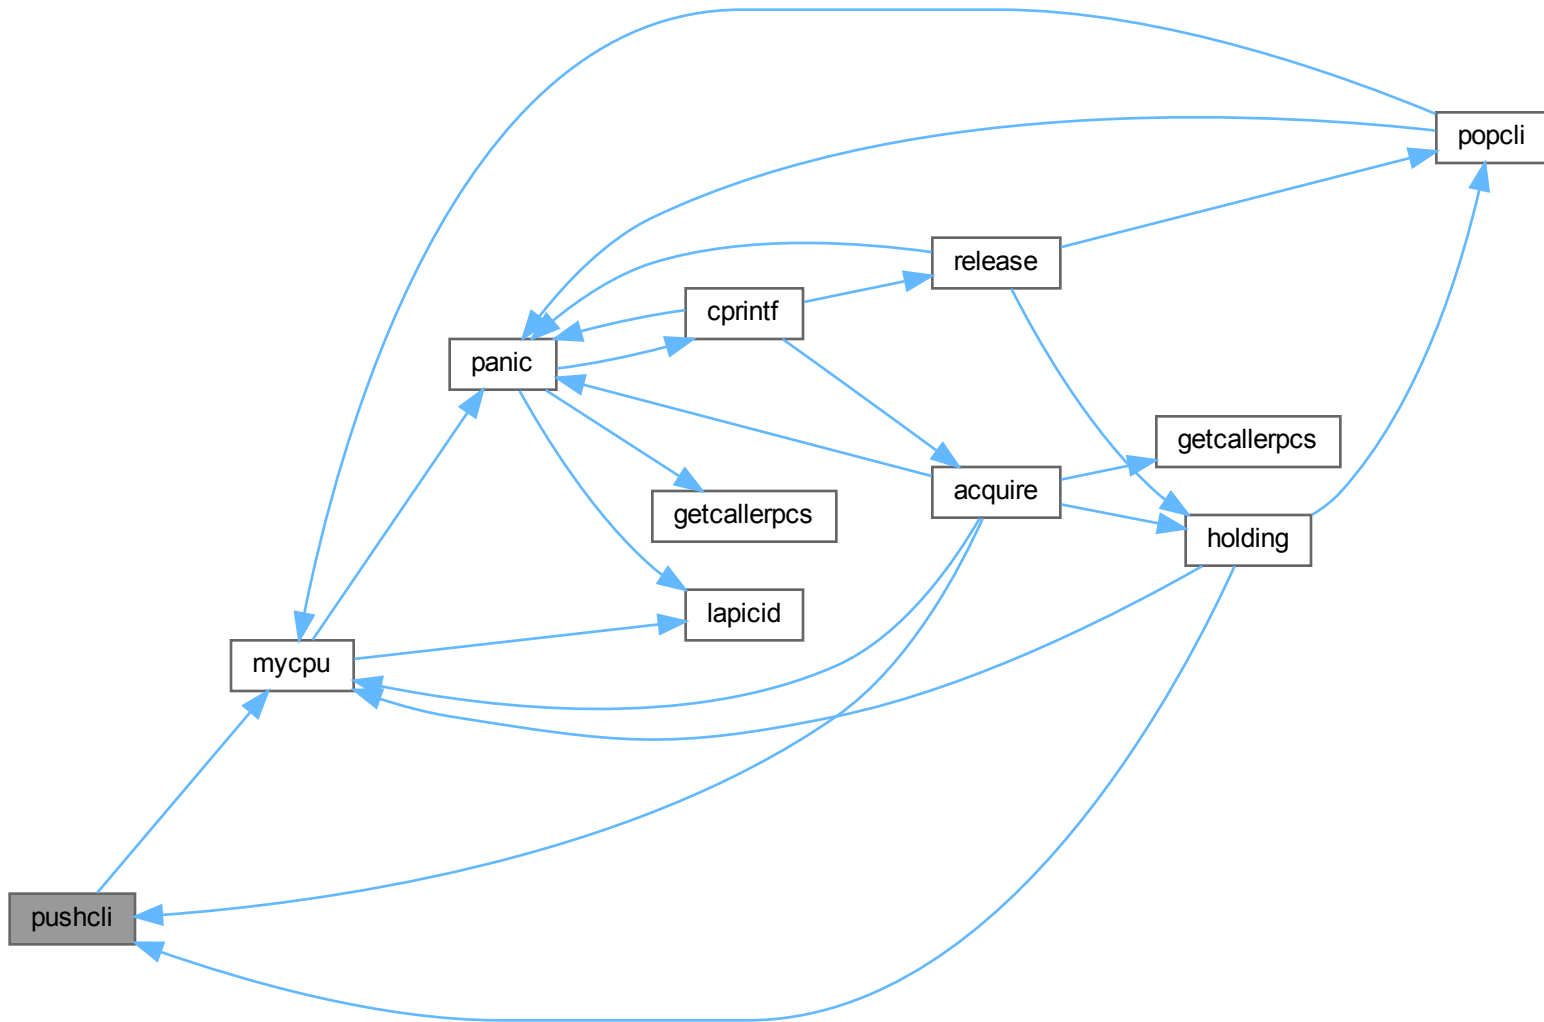 popcli
release
cprintf
panic
getcallerpcs
acquire
getcallerpcs
holding
lapicid
mycpu
pushcli